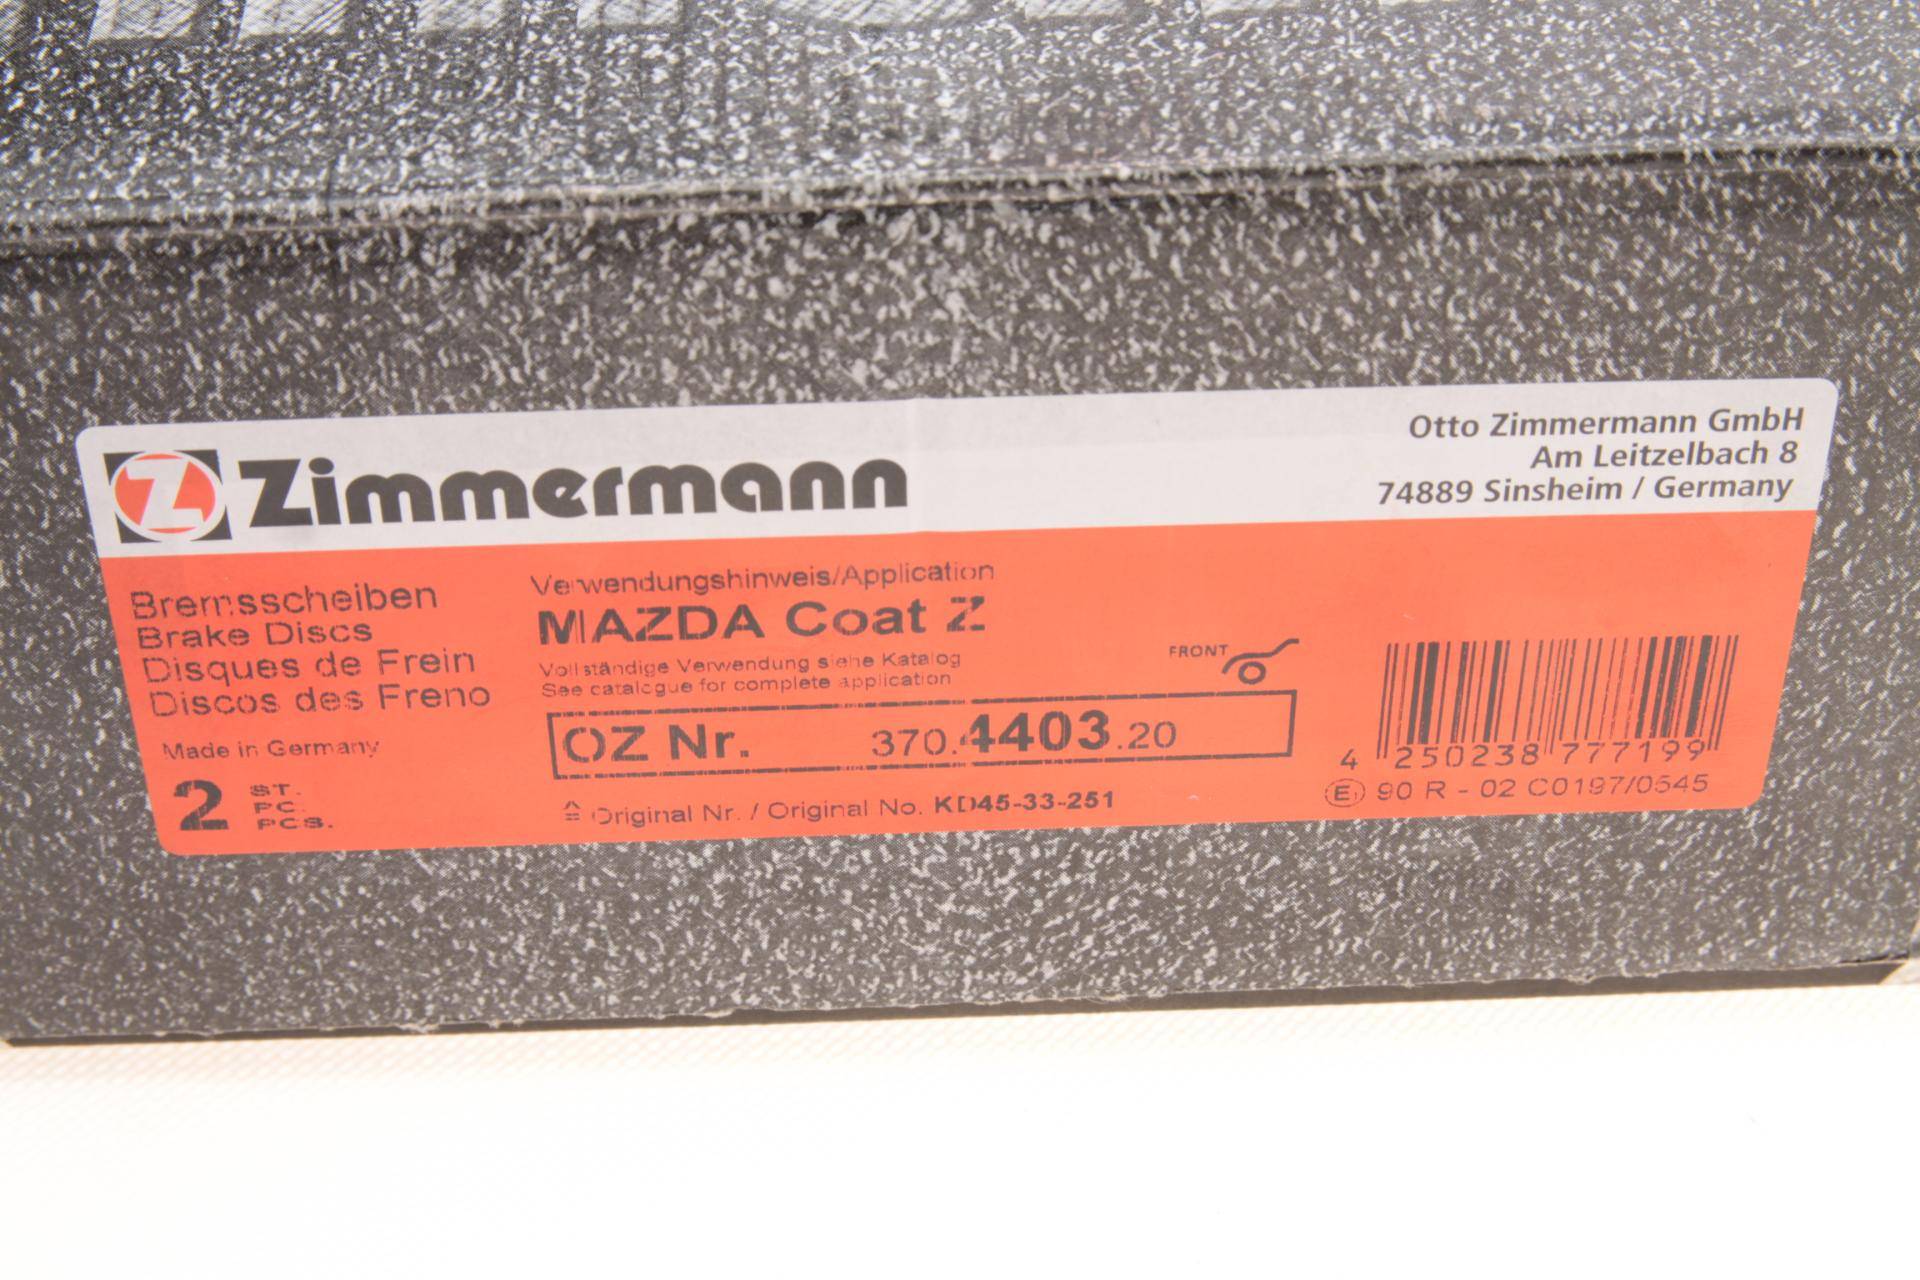 Zimmermann
Otto Zimmermann GmbH
Am Leitzelbach 8
74889 Sinsheim / Germany
Bremsscheiben
Brake Discs
Disques de Frein
Discos des Freno
Made in Germany
2 ST.
PC.
PCS.
Verwendungshinweis/Application
MAZDA Coat Z
Vollständige Verwendung siehe Katalog
See catalogue for complete application
FRONT
OZ Nr. 370.4403.20
≙ Original Nr. / Original No. KD45-33-251
4 250238 777199
E1 90 R - 02 C0197/0545